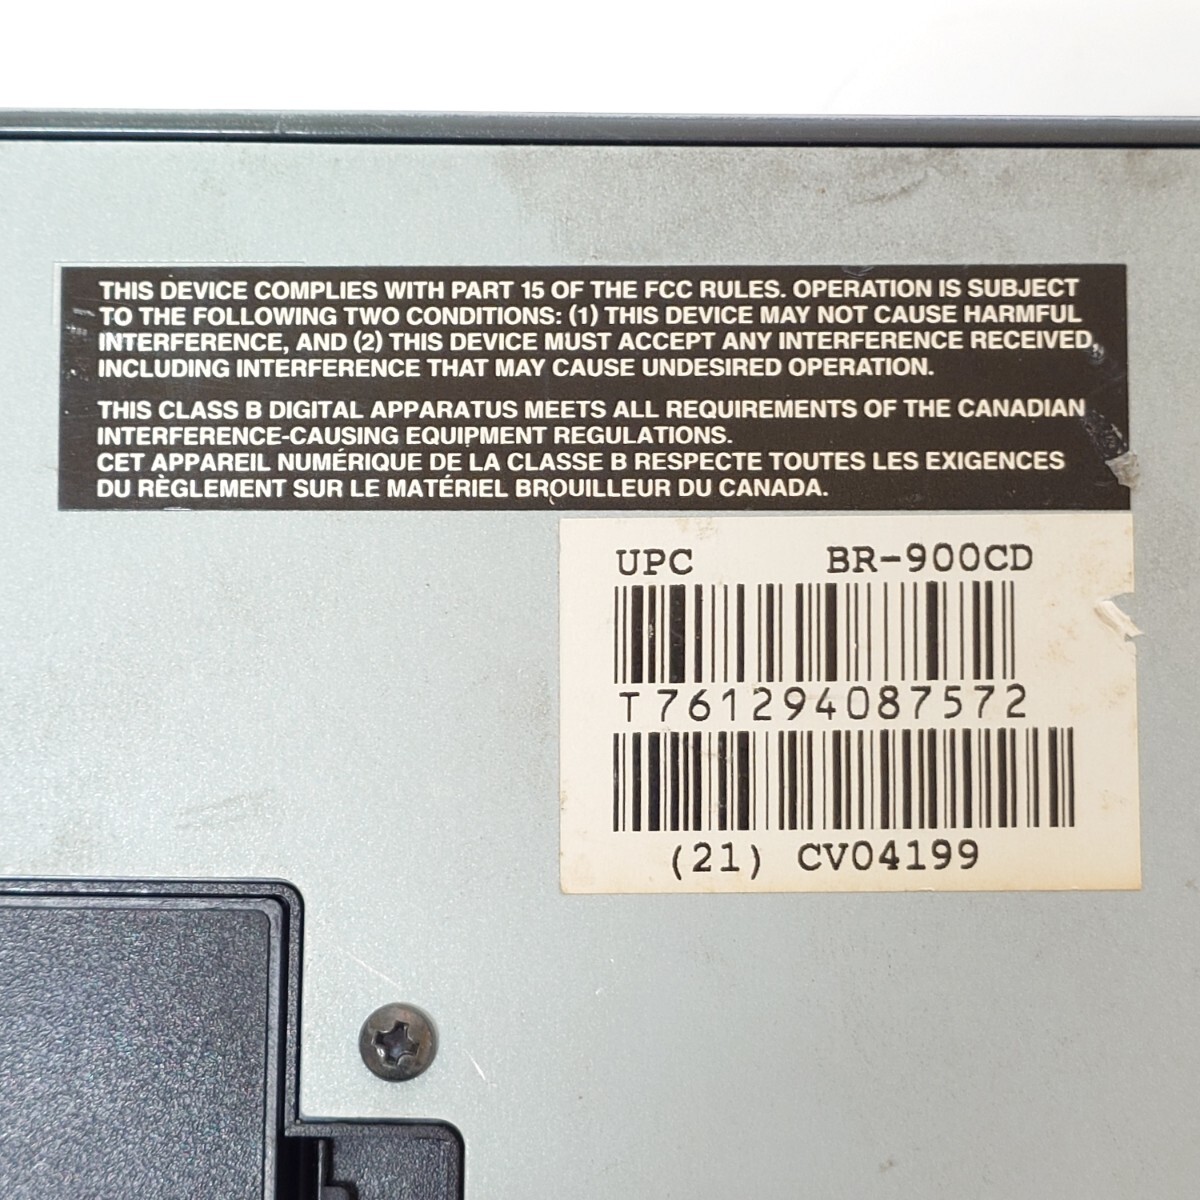 THIS DEVICE COMPLIES WITH PART 15 OF THE FCC RULES. OPERATION IS SUBJECT
TO THE FOLLOWING TWO CONDITIONS: (1) THIS DEVICE MAY NOT CAUSE HARMFUL
INTERFERENCE, AND (2) THIS DEVICE MUST ACCEPT ANY INTERFERENCE RECEIVED,
INCLUDING INTERFERENCE THAT MAY CAUSE UNDESIRED OPERATION.
THIS CLASS B DIGITAL APPARATUS MEETS ALL REQUIREMENTS OF THE CANADIAN
INTERFERENCE-CAUSING EQUIPMENT REGULATIONS.
CET APPAREIL NUMÉRIQUE DE LA CLASSE B RESPECTE TOUTES LES EXIGENCES
DU RÈGLEMENT SUR LE MATÉRIEL BROUILLEUR DU CANADA.
UPC BR-900CD
T761294087572
(21) CV04199